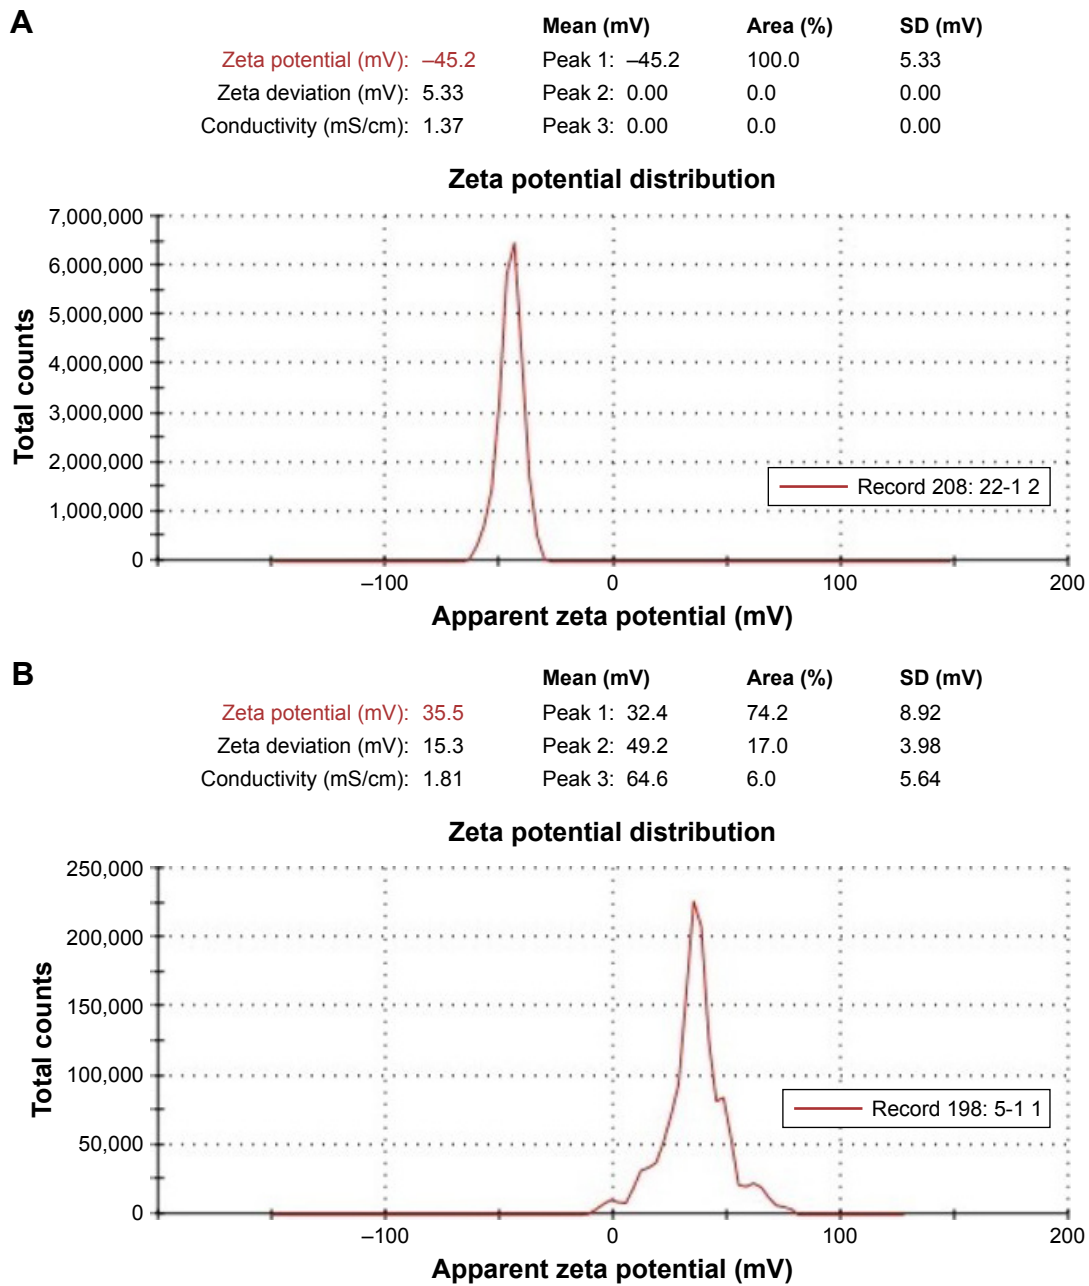 A
Mean (mV) Area (%) SD (mV)
Zeta potential (mV): –45.2 Peak 1: –45.2 100.0 5.33
Zeta deviation (mV): 5.33 Peak 2: 0.00 0.0 0.00
Conductivity (mS/cm): 1.37 Peak 3: 0.00 0.0 0.00
Zeta potential distribution
Total counts
7,000,000
6,000,000
5,000,000
4,000,000
3,000,000
2,000,000
1,000,000
0
Record 208: 22-1 2
–100 0 100 200
Apparent zeta potential (mV)
B
Mean (mV) Area (%) SD (mV)
Zeta potential (mV): 35.5 Peak 1: 32.4 74.2 8.92
Zeta deviation (mV): 15.3 Peak 2: 49.2 17.0 3.98
Conductivity (mS/cm): 1.81 Peak 3: 64.6 6.0 5.64
Zeta potential distribution
Total counts
250,000
200,000
150,000
100,000
50,000
0
Record 198: 5-1 1
–100 0 100 200
Apparent zeta potential (mV)